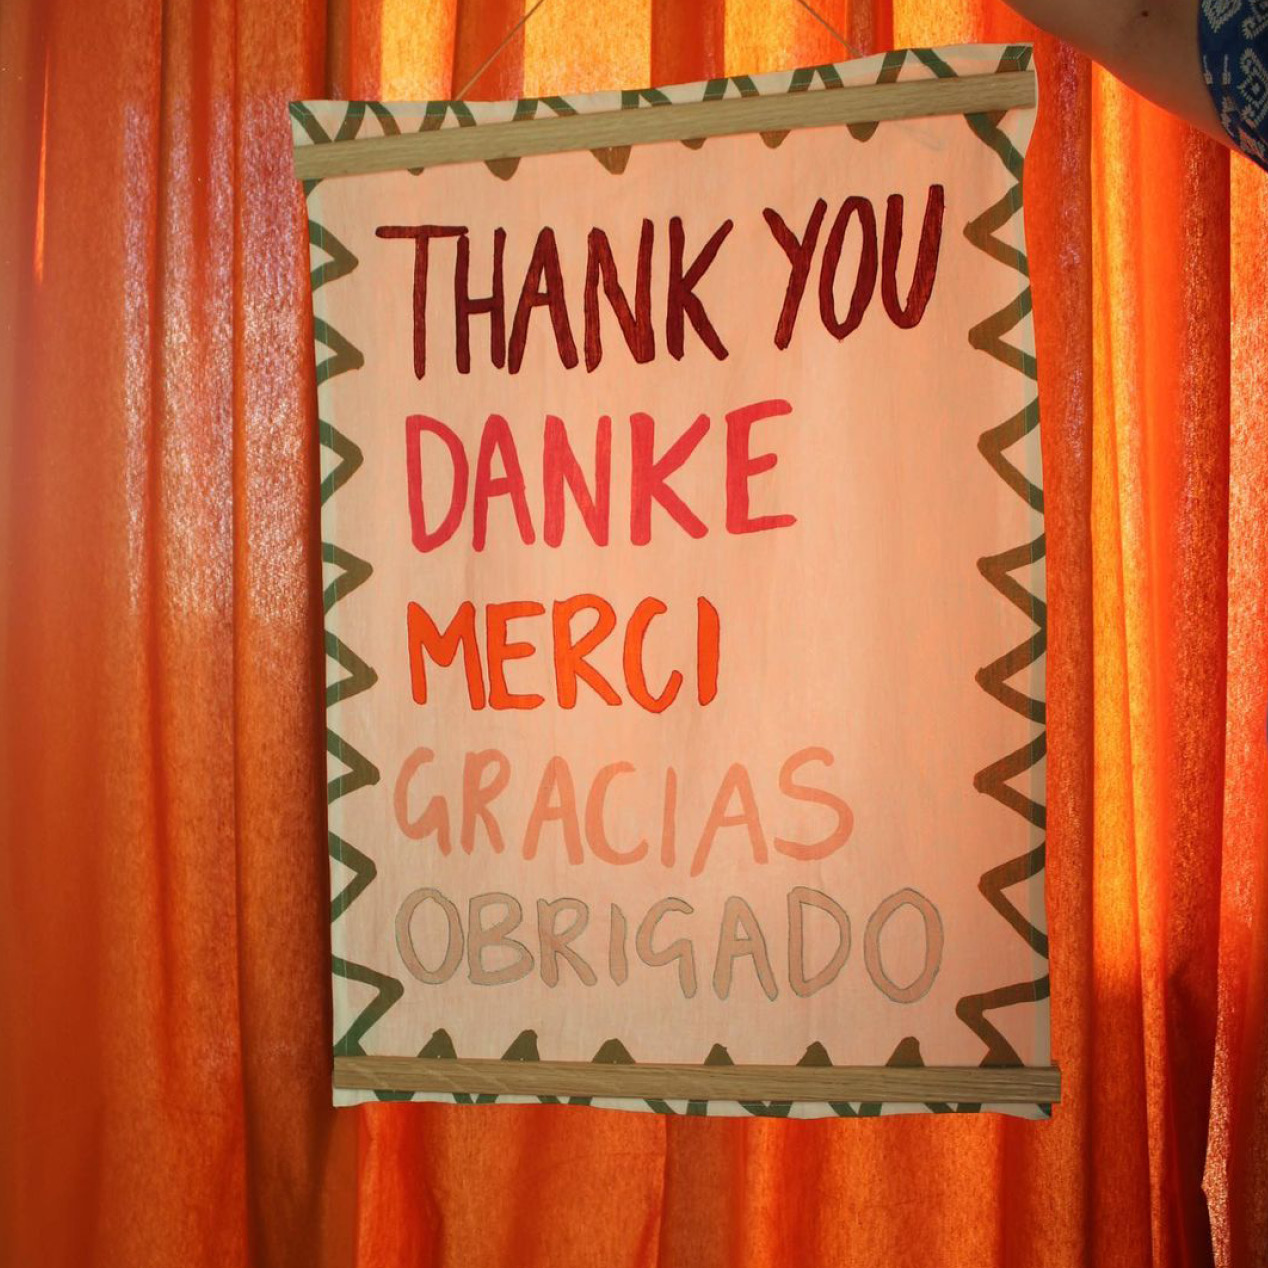 THANK YOU
DANKE
MERCI
GRACIAS
OBRIGADO